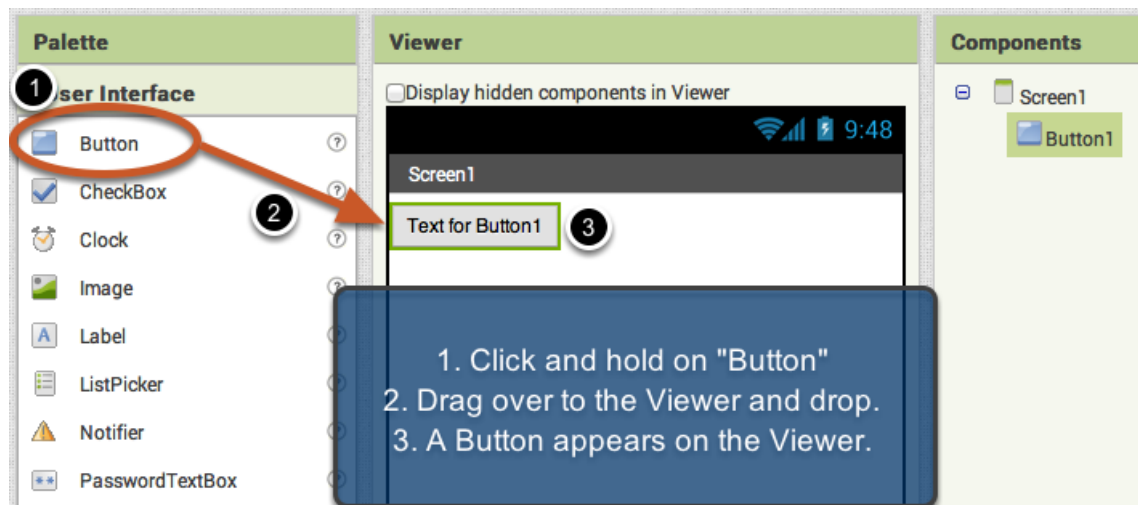 Palette
User Interface
1
Button
?
CheckBox
?
2
Clock
?
Image
?
Label
A
ListPicker
Notifier
PasswordTextBox
**
Viewer
Display hidden components in Viewer
9:48
Screen1
Text for Button1
3
1. Click and hold on "Button"
2. Drag over to the Viewer and drop.
3. A Button appears on the Viewer.
Components
Screen1
Button1